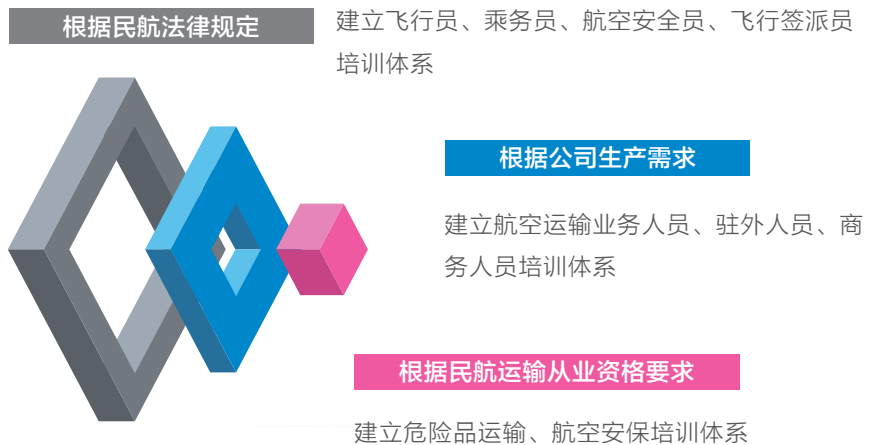 根据民航法律规定
建立飞行员、乘务员、航空安全员、飞行签派员
培训体系
根据公司生产需求
建立航空运输业务人员、驻外人员、商
务人员培训体系
根据民航运输从业资格要求
建立危险品运输、航空安保培训体系